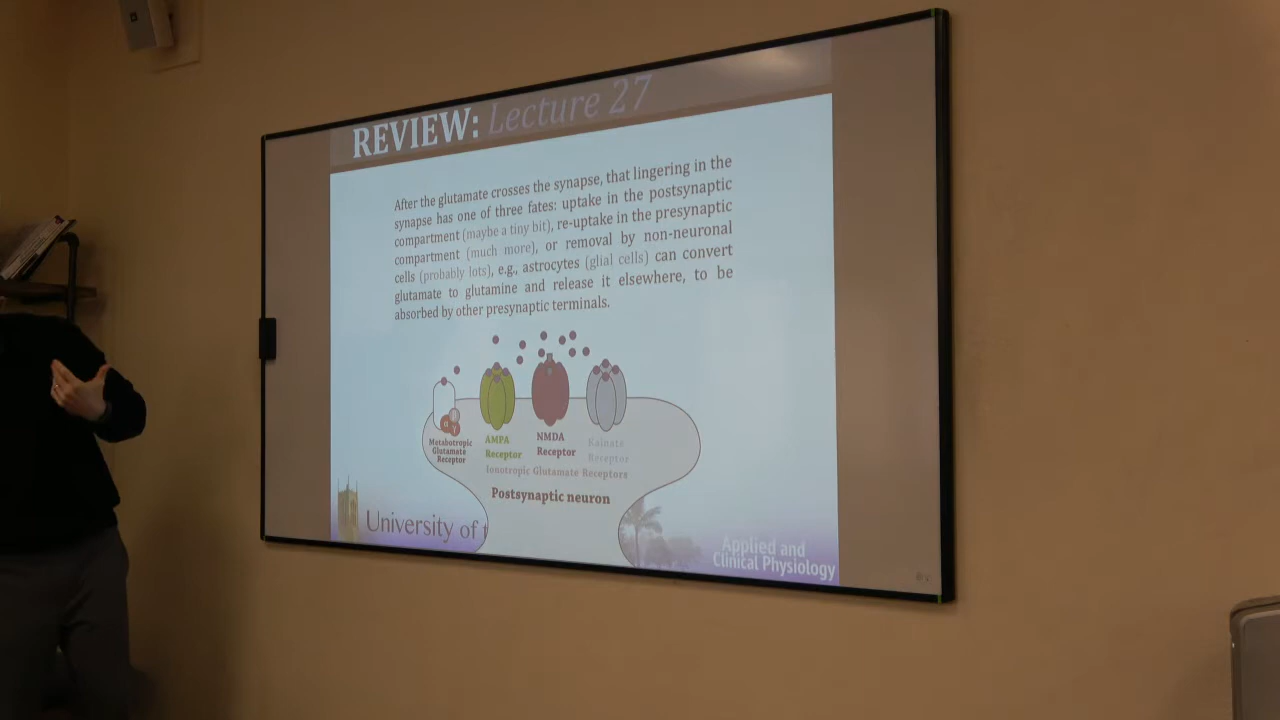 REVIEW: Lecture 27
After the glutamate crosses the synapse, that lingering in the
synapse has one of three fates: uptake in the postsynaptic
compartment (maybe a tiny bit), re-uptake in the presynaptic
compartment (much more), or removal by non-neuronal
cells (probably lots), e.g., astrocytes (glial cells) can convert
glutamate to glutamine and release it elsewhere, to be
absorbed by other presynaptic terminals.
α γ
Metabotropic
Glutamate
Receptor
AMPA
Receptor
NMDA
Receptor
Kainate
Receptor
Ionotropic Glutamate Receptors
Postsynaptic neuron
University of t
Applied and
Clinical Physiology